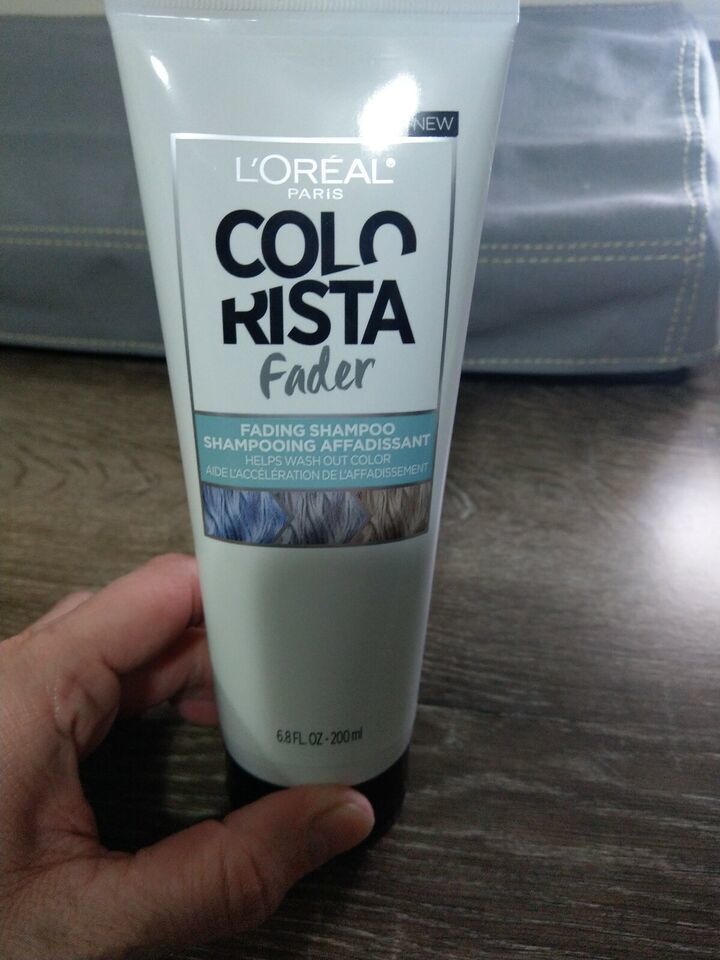 NEW
L'ORÉAL®
PARIS
COLO
RISTA
Fader
FADING SHAMPOO
SHAMPOOING AFFADISSANT
HELPS WASH OUT COLOR
AIDE L'ACCÉLÉRATION DE L'AFFADISSEMENT
6.8 FL. OZ - 200 ml